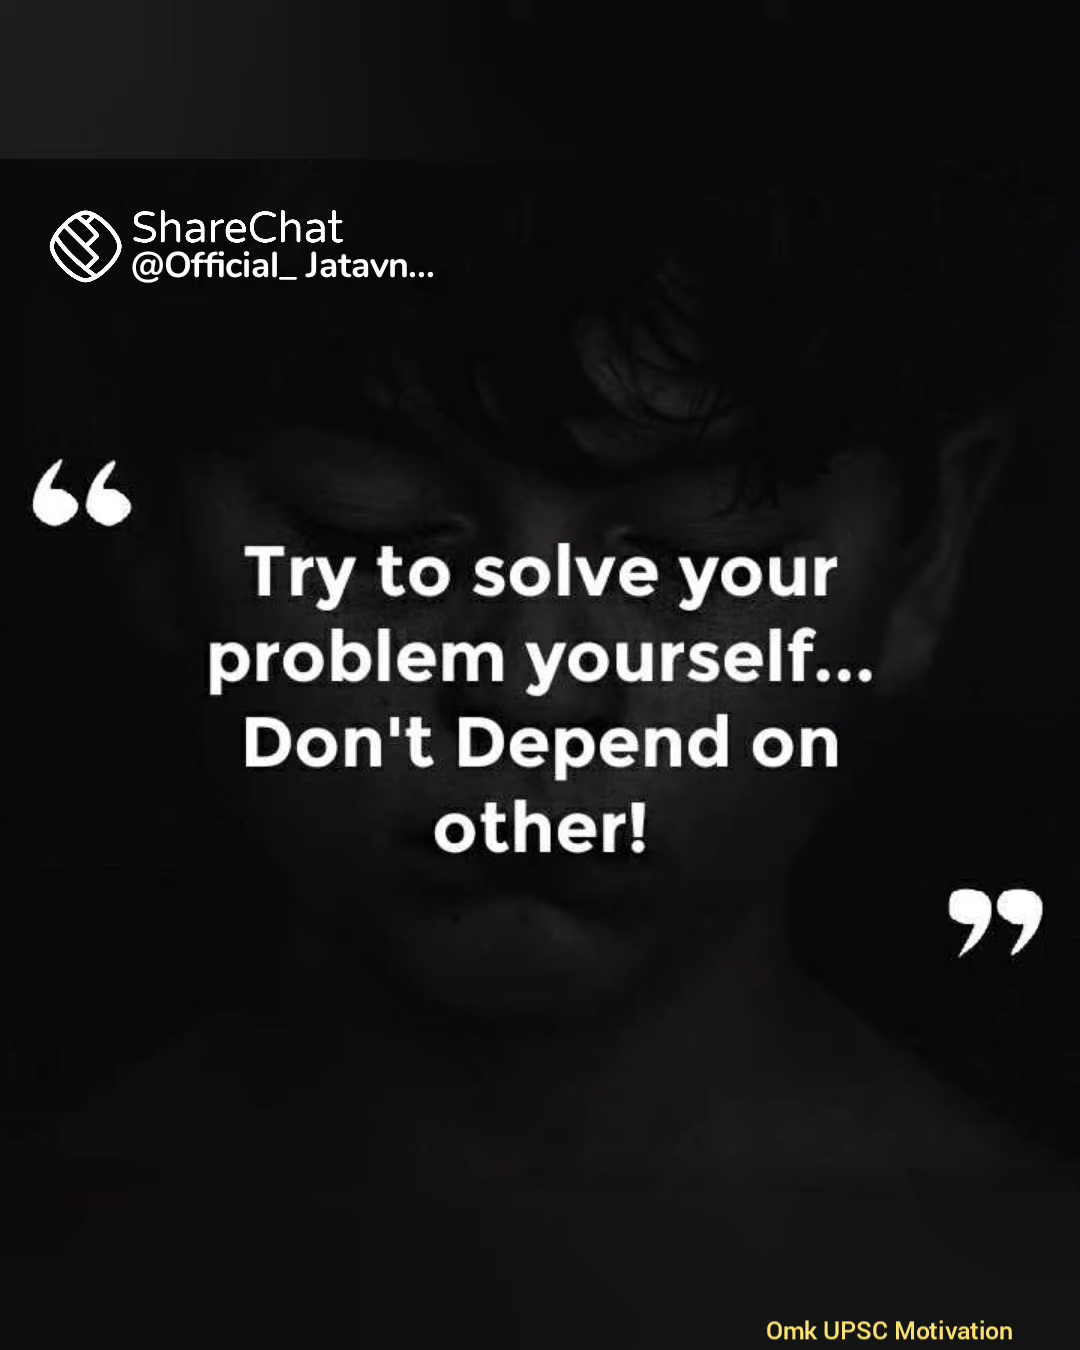 ShareChat
@Official_ Jatavn...
“
Try to solve your
problem yourself...
Don't Depend on
other!
”
Omk UPSC Motivation